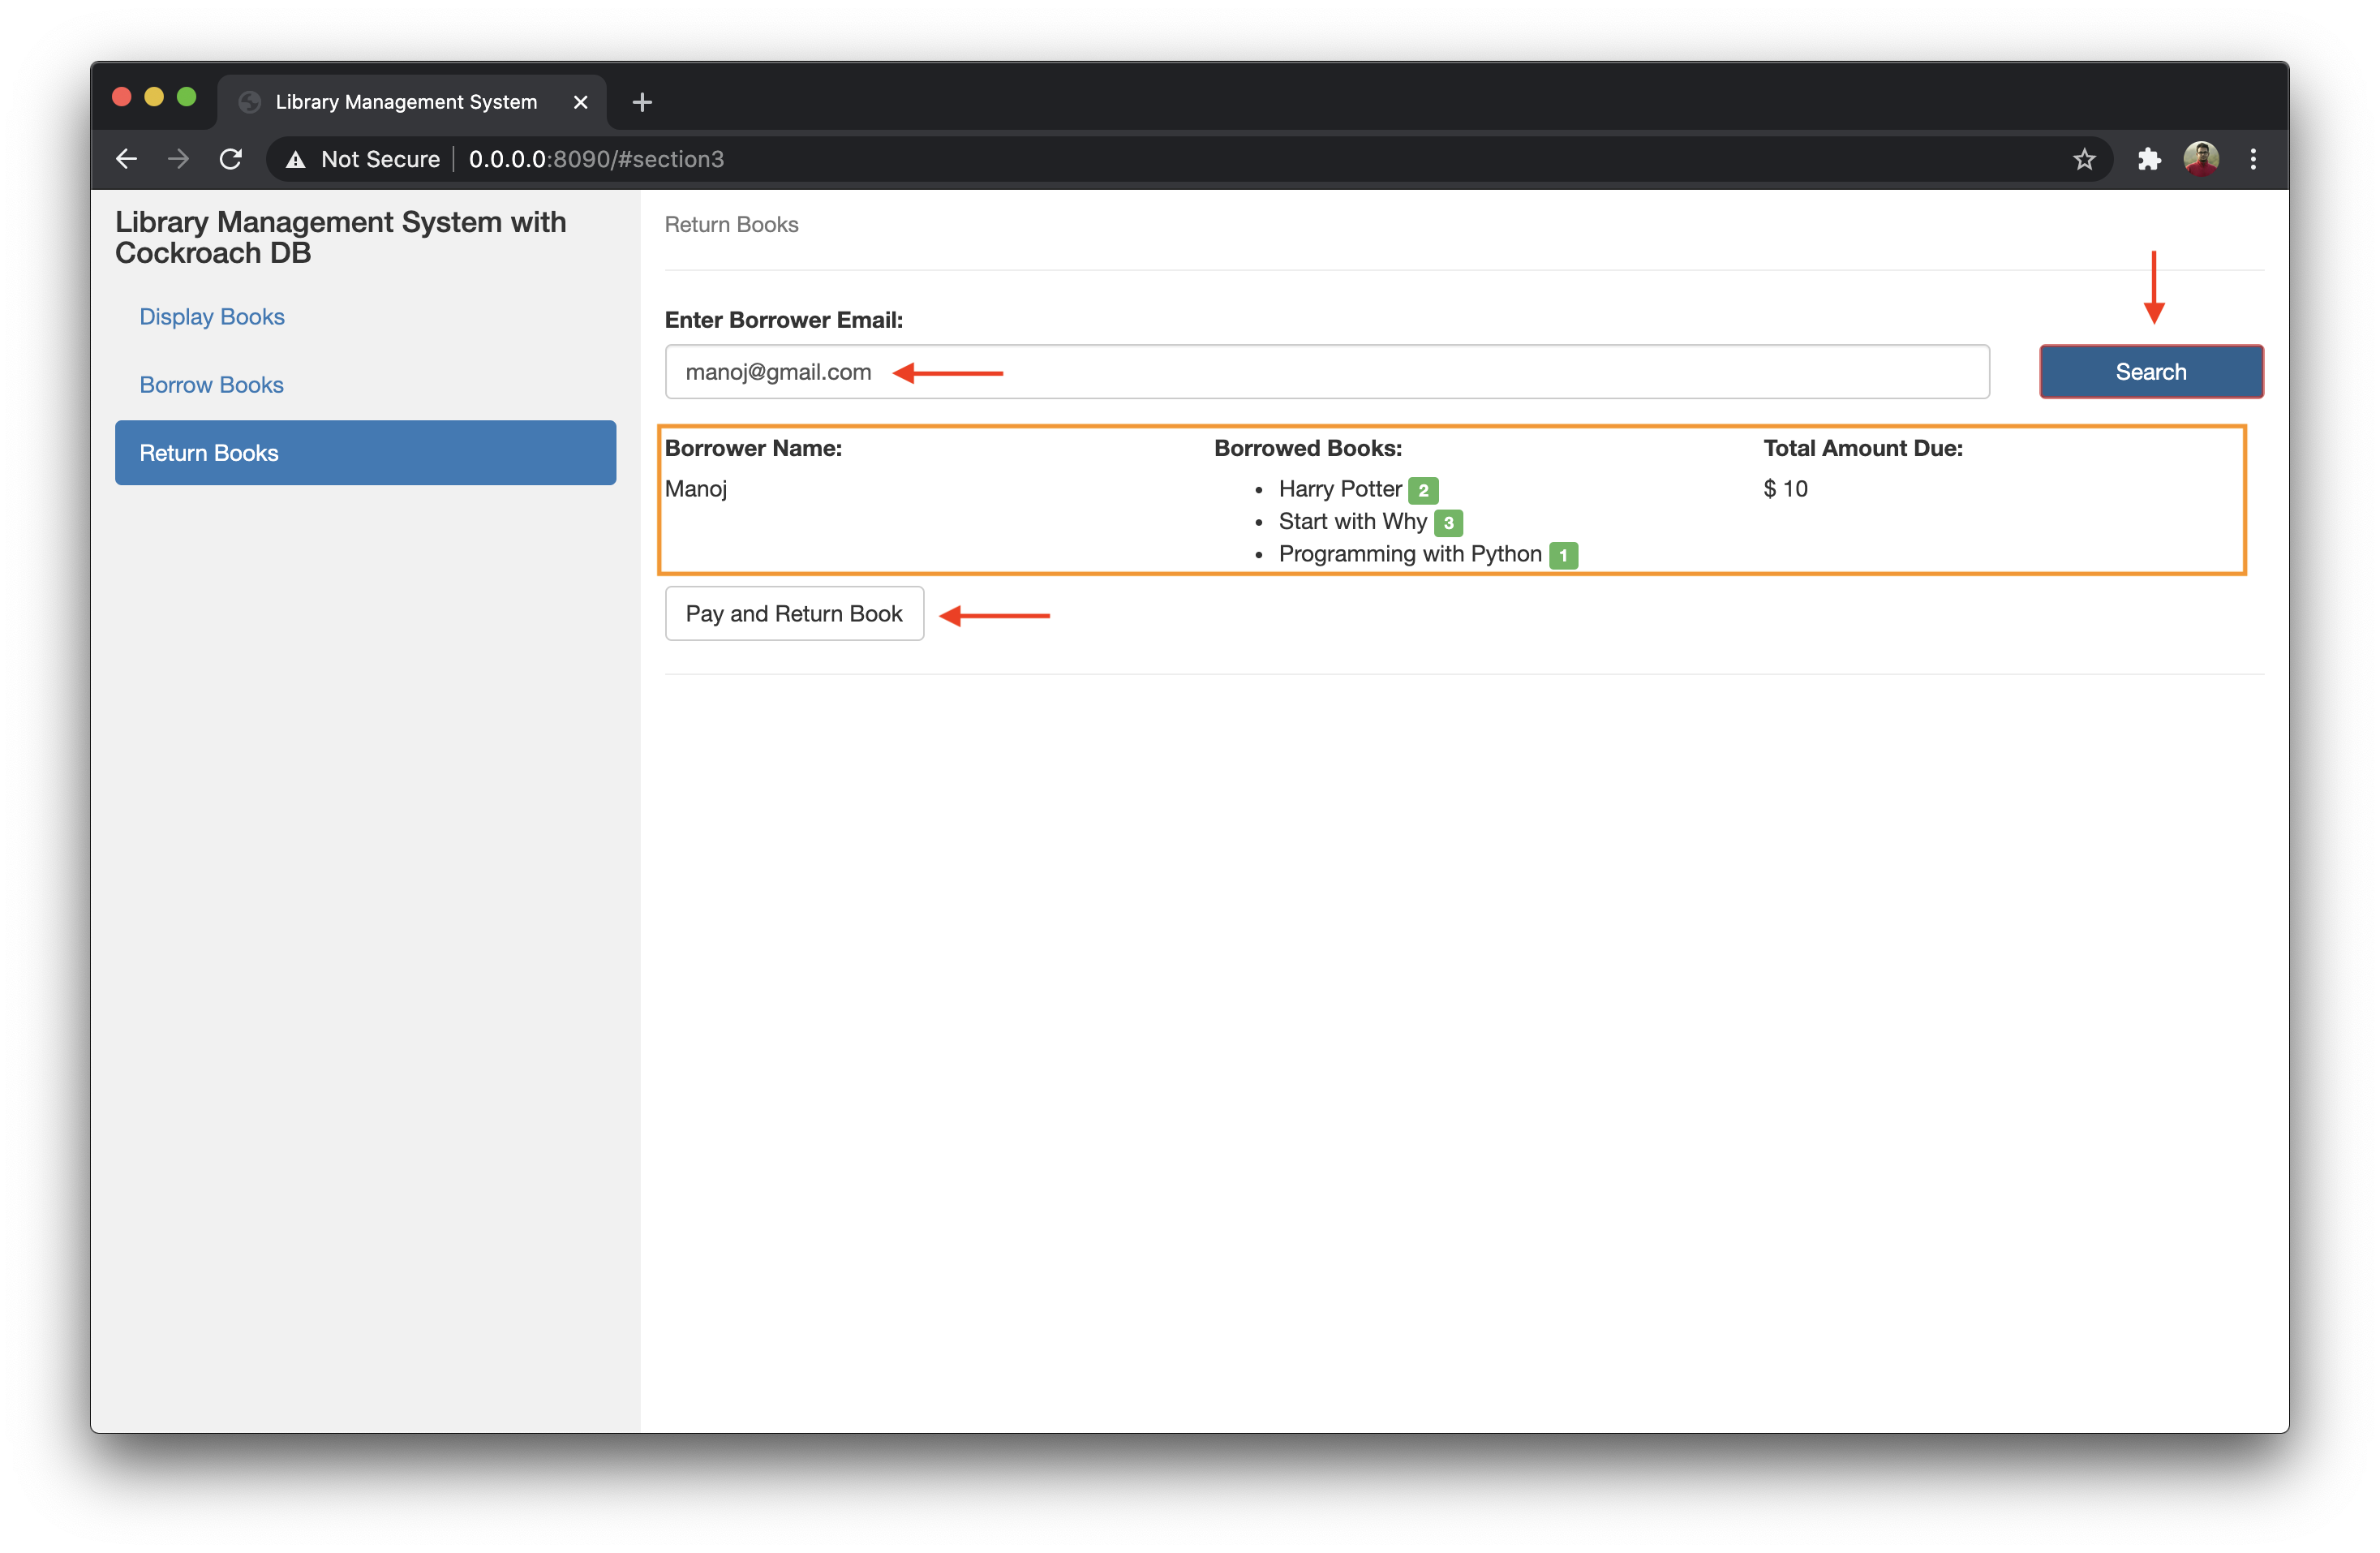 Library Management System
Not Secure
0.0.0.0:8090/#section3
Library Management System with
Cockroach DB
Display Books
Borrow Books
Return Books
Return Books
Enter Borrower Email:
manoj@gmail.com
Search
Borrower Name:
Manoj
Borrowed Books:
Harry Potter 2
Start with Why 3
Programming with Python 1
Total Amount Due:
$ 10
Pay and Return Book